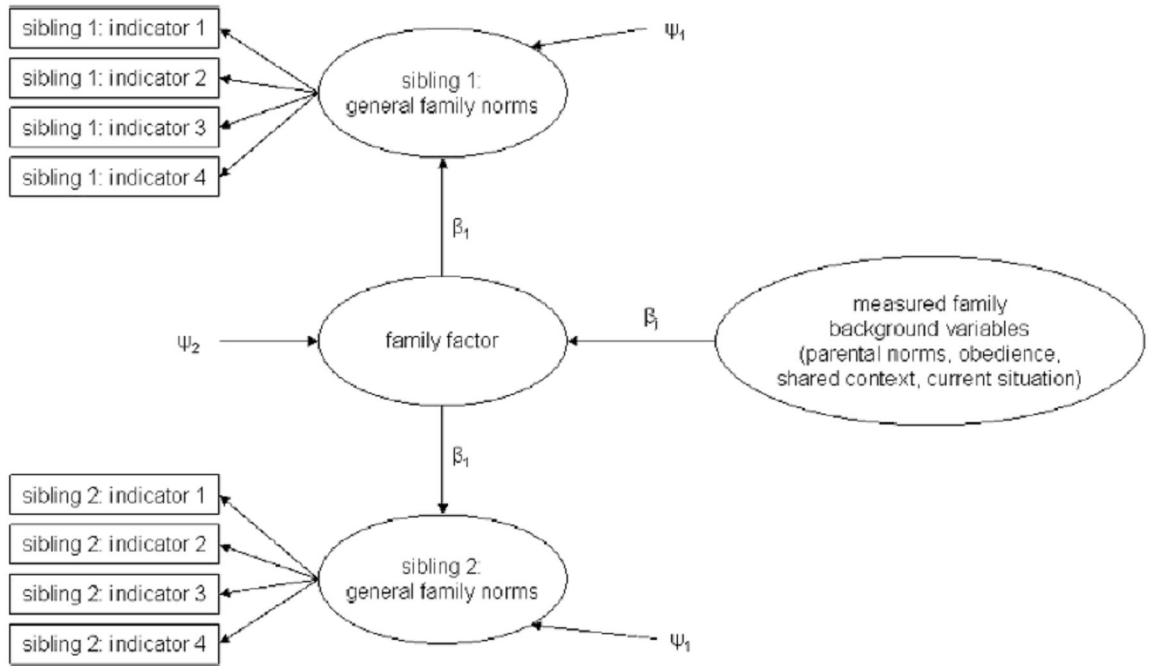 sibling 1: indicator 1
sibling 1: indicator 2
sibling 1: indicator 3
sibling 1: indicator 4
sibling 1:
general family norms
ψ1
β1
ψ2
family factor
βj
measured family
background variables
(parental norms, obedience,
shared context, current situation)
β1
sibling 2: indicator 1
sibling 2: indicator 2
sibling 2: indicator 3
sibling 2: indicator 4
sibling 2:
general family norms
ψ1